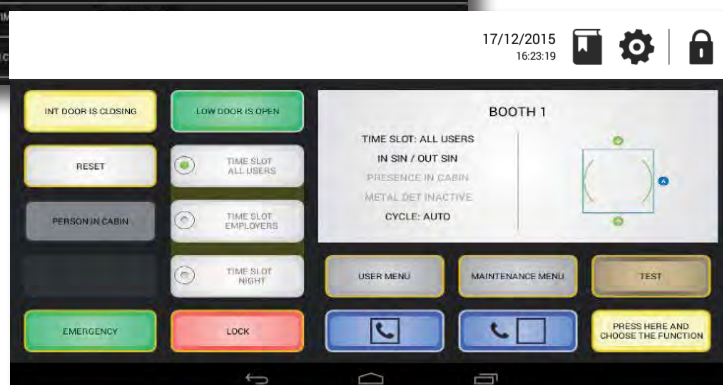 17/12/2015
16:23:19
INT DOOR IS CLOSING
LOW DOOR IS OPEN
BOOTH 1
TIME SLOT: ALL USERS
IN SIN / OUT SIN
PRESENCE IN CABIN
METAL DET INACTIVE
CYCLE: AUTO
RESET
TIME SLOT
ALL USERS
PERSON IN CABIN
TIME SLOT
EMPLOYERS
TIME SLOT
NIGHT
USER MENU
MAINTENANCE MENU
TEST
EMERGENCY
LOCK
PRESS HERE AND
CHOOSE THE FUNCTION